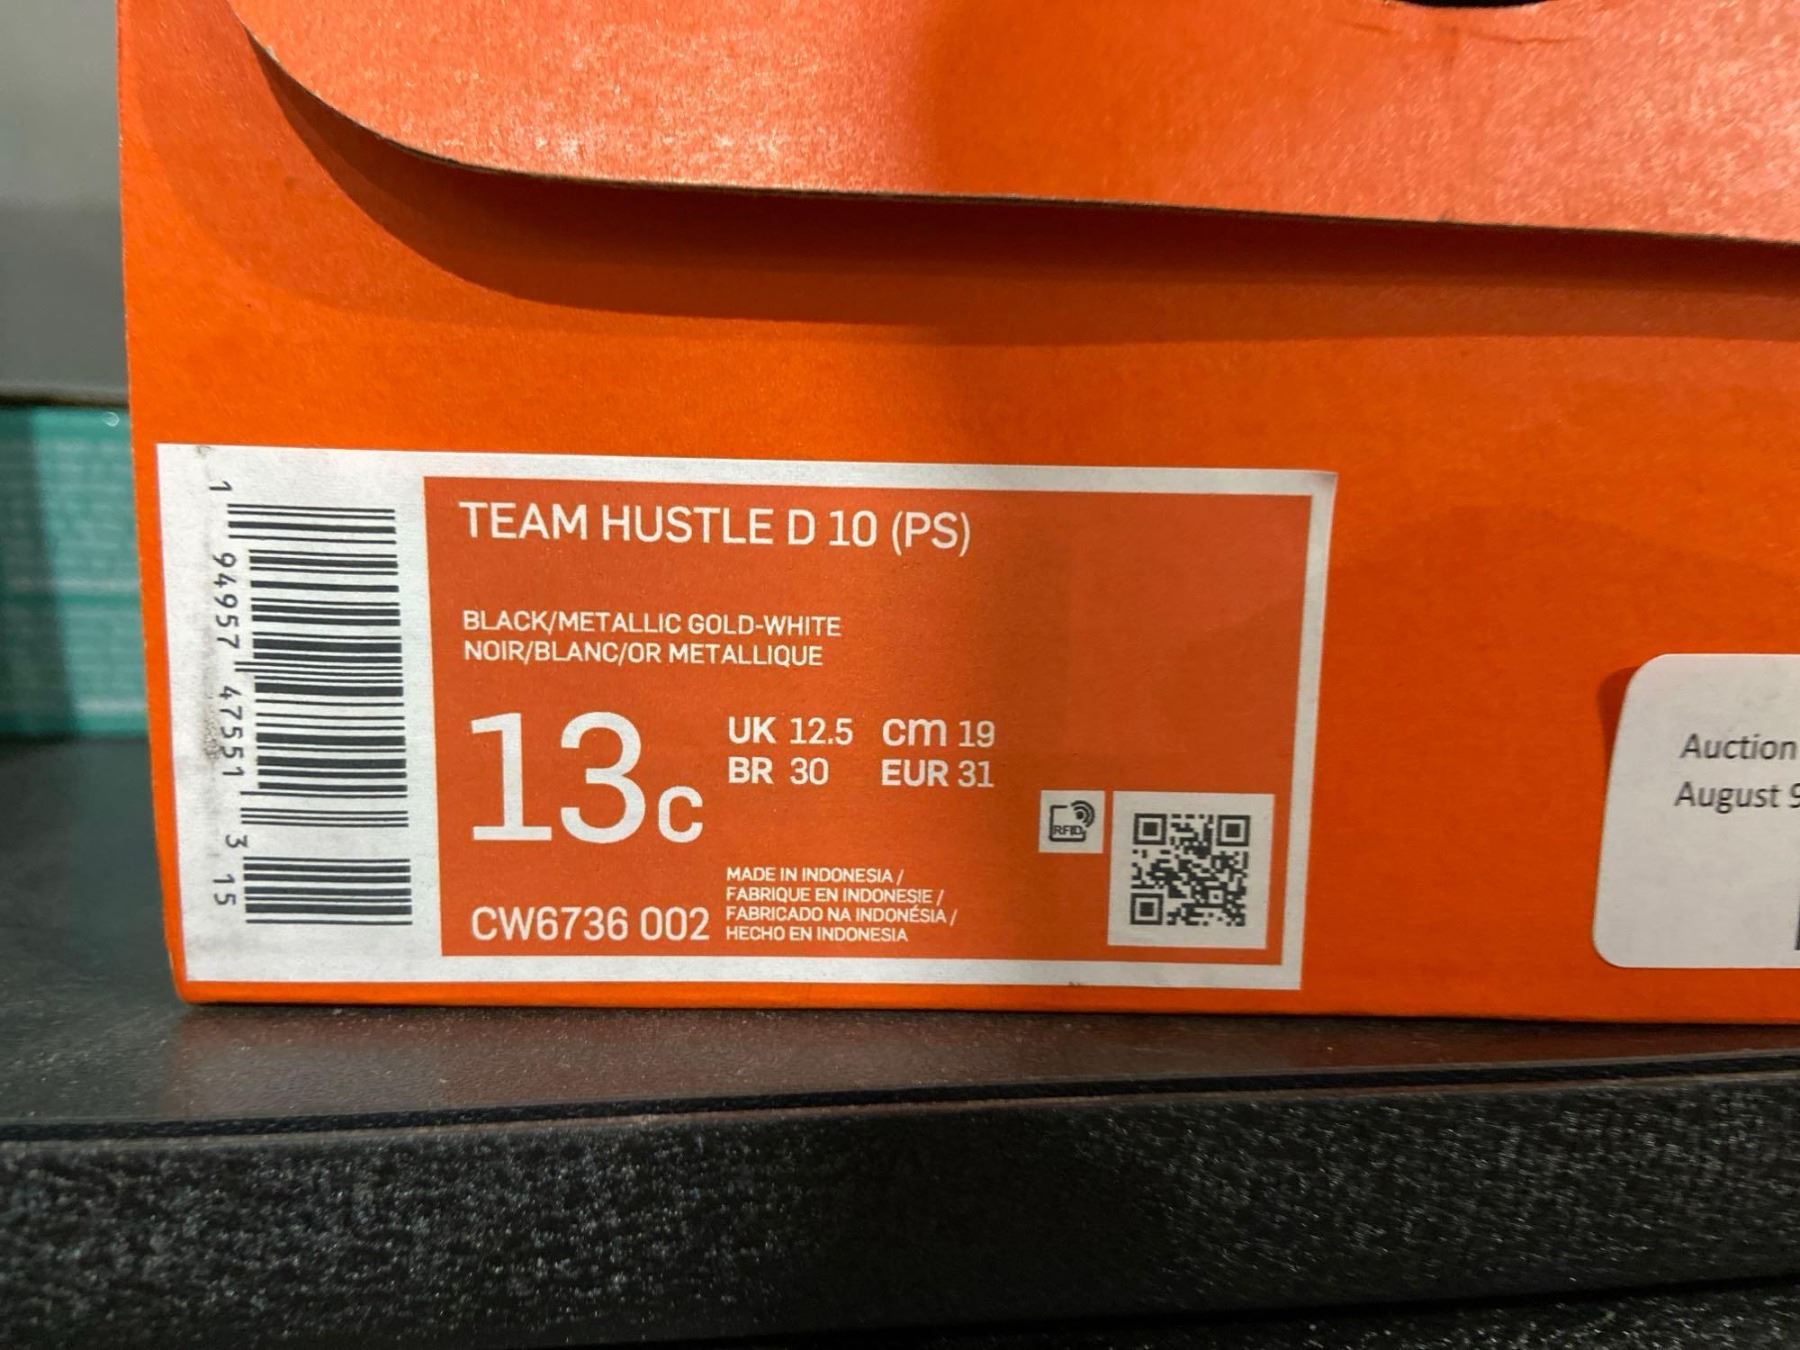 TEAM HUSTLE D 10 (PS)
BLACK/METALLIC GOLD-WHITE
NOIR/BLANC/OR METALLIQUE
13C
UK 12.5 cm 19
BR 30 EUR 31
RFID
MADE IN INDONESIA /
FABRIQUE EN INDONESIE /
FABRICADO NA INDONÉSIA /
HECHO EN INDONESIA
CW6736 002
1 94957 47551 3 15
Auction
August 9